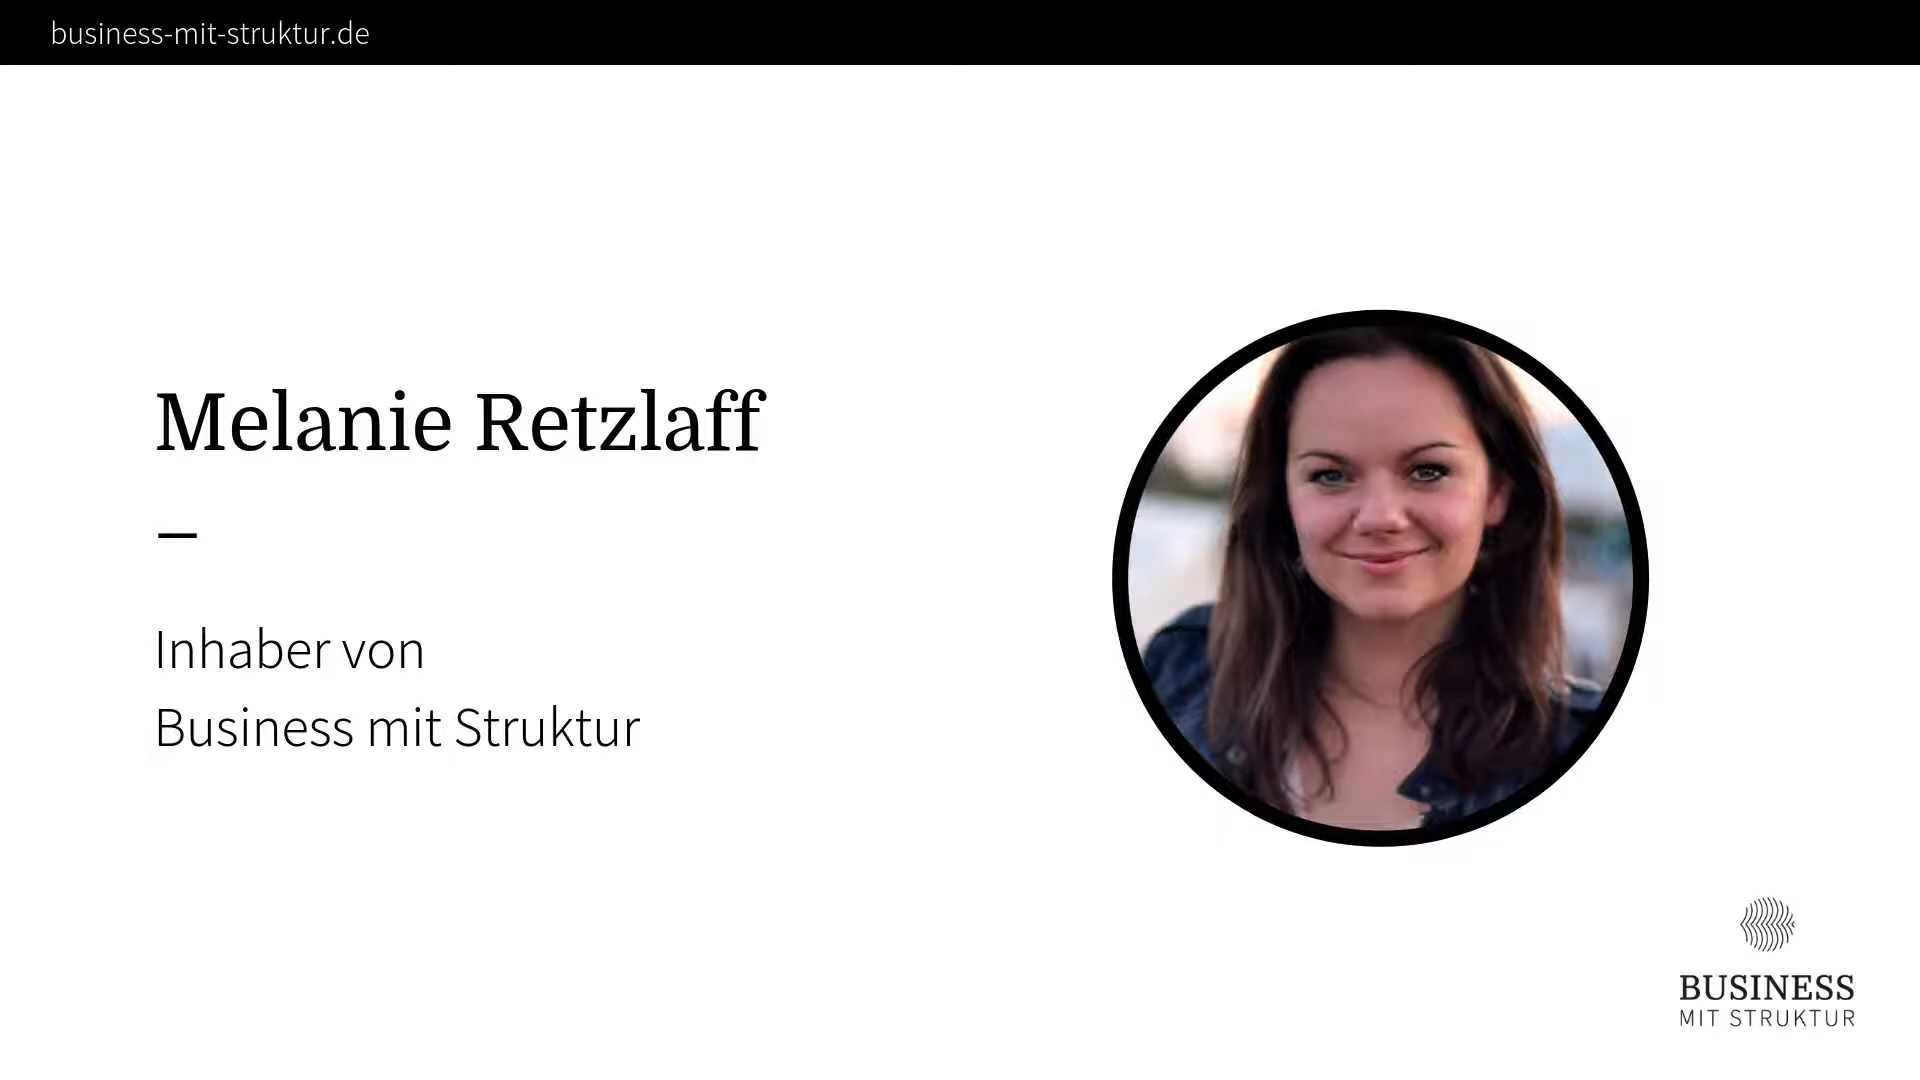 business-mit-struktur.de
Melanie Retzlaff
–
Inhaber von
Business mit Struktur
BUSINESS
MIT STRUKTUR